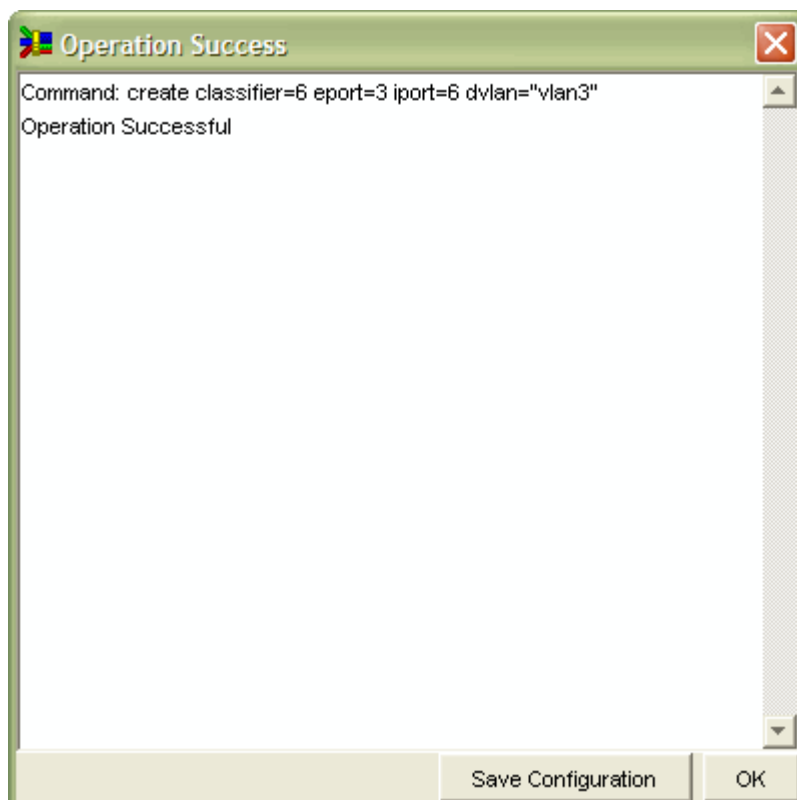 Operation Success
Command: create classifier=6 eport=3 iport=6 dvlan="vlan3"
Operation Successful
Save Configuration
OK